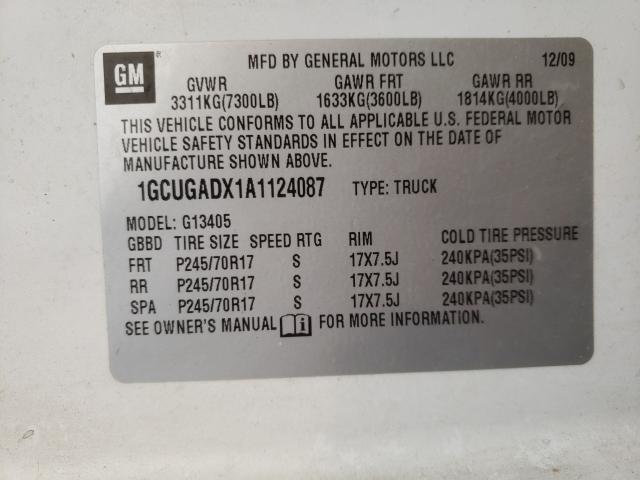 GM ® MFD BY GENERAL MOTORS LLC 12/09
GVWR GAWR FRT GAWR RR
3311KG(7300LB) 1633KG(3600LB) 1814KG(4000LB)
THIS VEHICLE CONFORMS TO ALL APPLICABLE U.S. FEDERAL MOTOR
VEHICLE SAFETY STANDARDS IN EFFECT ON THE DATE OF
MANUFACTURE SHOWN ABOVE.
1GCUGADX1A1124087 TYPE: TRUCK
MODEL: G13405
GBBD TIRE SIZE SPEED RTG RIM COLD TIRE PRESSURE
FRT P245/70R17 S 17X7.5J 240KPA(35PSI)
RR P245/70R17 S 17X7.5J 240KPA(35PSI)
SPA P245/70R17 S 17X7.5J 240KPA(35PSI)
SEE OWNER'S MANUAL i FOR MORE INFORMATION.